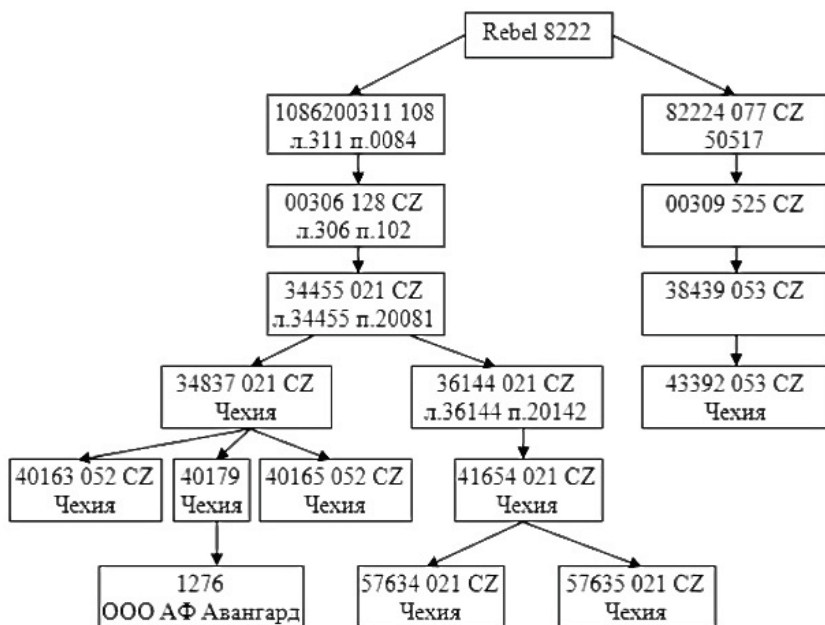 Rebel 8222
1086200311 108
л.311 п.0084
82224 077 CZ
50517
00306 128 CZ
л.306 п.102
00309 525 CZ
34455 021 CZ
л.34455 п.20081
38439 053 CZ
34837 021 CZ
Чехия
36144 021 CZ
л.36144 п.20142
43392 053 CZ
Чехия
40163 052 CZ
Чехия
40179
Чехия
40165 052 CZ
Чехия
41654 021 CZ
Чехия
1276
ООО АФ Авангард
57634 021 CZ
Чехия
57635 021 CZ
Чехия